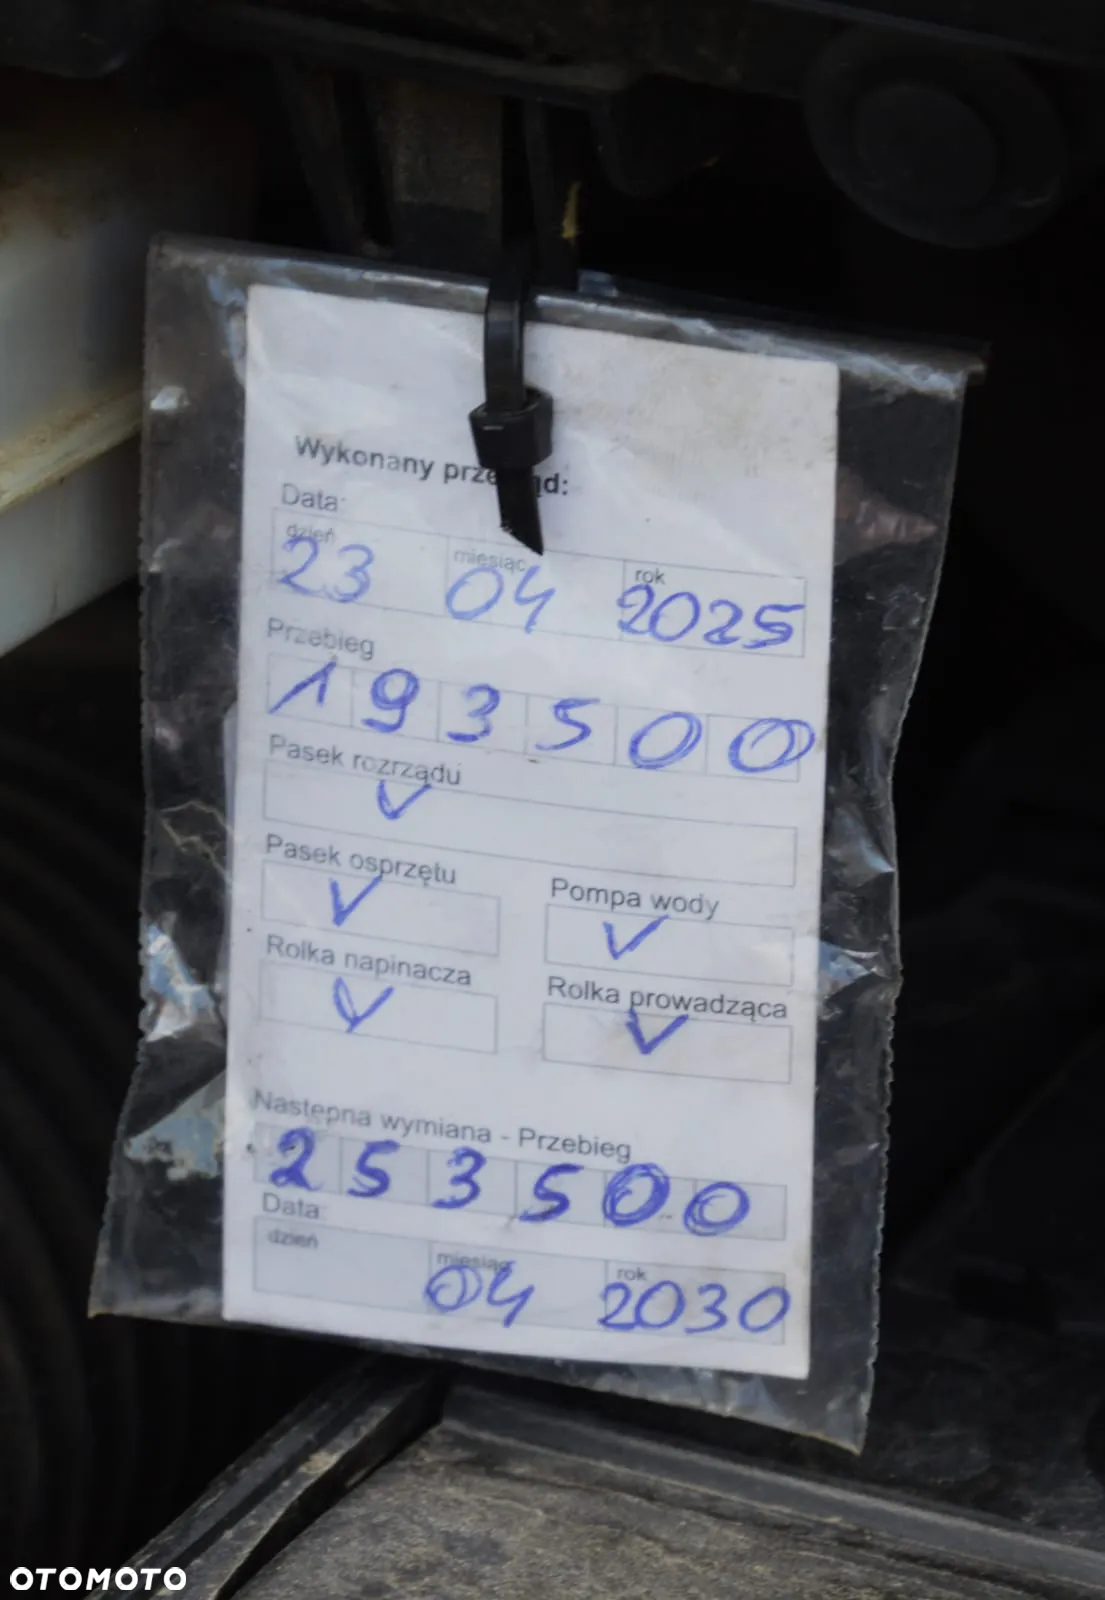 Wykonany przegląd:
Data:
dzień miesiąc rok
23 04 2025
Przebieg
193500
Pasek rozrządu
Pasek osprzętu Pompa wody
Rolka napinacza Rolka prowadząca
Następna wymiana - Przebieg
253500
Data:
dzień miesiąc rok
04 2030
OTOMOTO